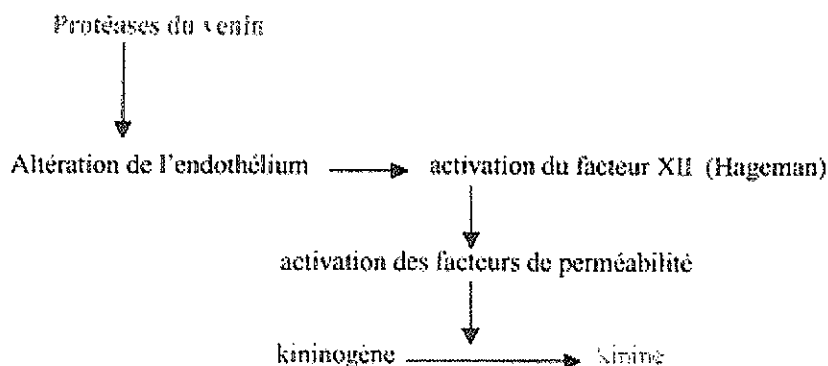 Protéases du venin
Altération de l'endothélium activation du facteur XII (Hageman)
activation des facteurs de perméabilité
kininogène kinine